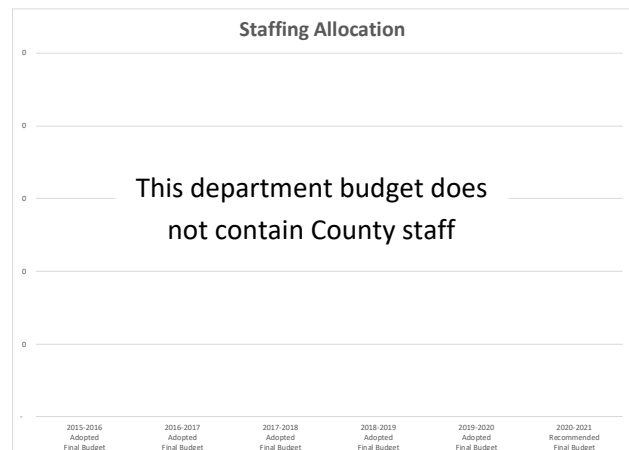 Staffing Allocation
0
0
0
0
0
-
This department budget does
not contain County staff
2015-2016
Adopted
Final Budget
2016-2017
Adopted
Final Budget
2017-2018
Adopted
Final Budget
2018-2019
Adopted
Final Budget
2019-2020
Adopted
Final Budget
2020-2021
Recommended
Final Budget